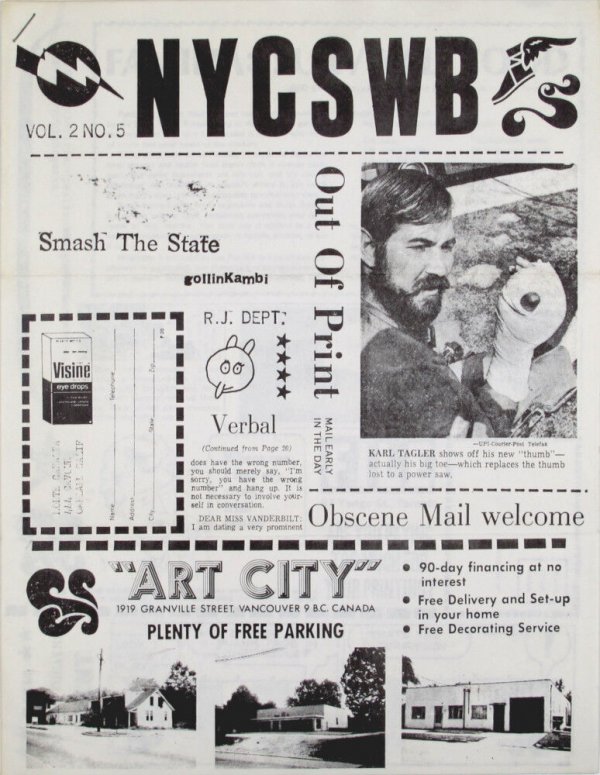 NYCSWB
VOL. 2 NO. 5
Smash The State
gollinKambi
Out Of Print
MAIL EARLY
IN THE DAY
Visine
eye drops
Name
Telephone
Address
City
State
Zip
R.J. DEPT.
Verbal
(Continued from Page 16)
does have the wrong number,
you should merely say, "I'm
sorry, you have the wrong
number" and hang up. It is
not necessary to involve your-
self in conversation.
DEAR MISS VANDERBILT:
I am dating a very prominent
—UPI-Courier-Post Telefax
KARL TAGLER shows off his new "thumb"—
actually his big toe—which replaces the thumb
lost to a power saw.
Obscene Mail welcome
"ART CITY"
1919 GRANVILLE STREET, VANCOUVER 9 B.C. CANADA
PLENTY OF FREE PARKING
• 90-day financing at no
interest
• Free Delivery and Set-up
in your home
• Free Decorating Service